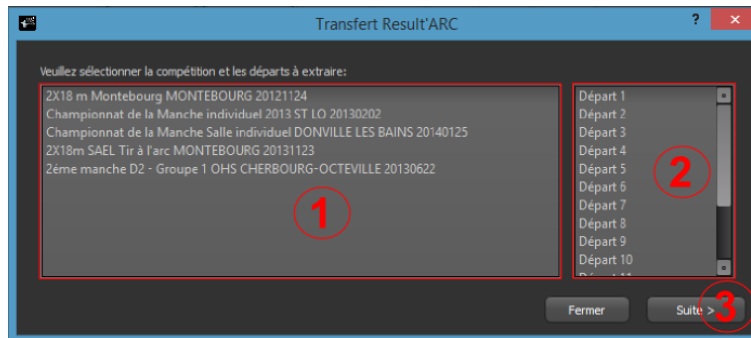 Transfert Result'ARC
?
×
Veuillez sélectionner la compétition et les départs à extraire:
2X18 m Montebourg MONTEBOURG 20121124
Championnat de la Manche individuel 2013 ST LO 20130202
Championnat de la Manche Salle individuel DONVILLE LES BAINS 20140125
2X18m SAEL Tir à l'arc MONTEBOURG 20131123
2éme manche D2 - Groupe 1 OHS CHERBOURG-OCTEVILLE 20130622
1
Départ 1
Départ 2
Départ 3
Départ 4
Départ 5
Départ 6
Départ 7
Départ 8
Départ 9
Départ 10
2
Fermer
Suite >
3